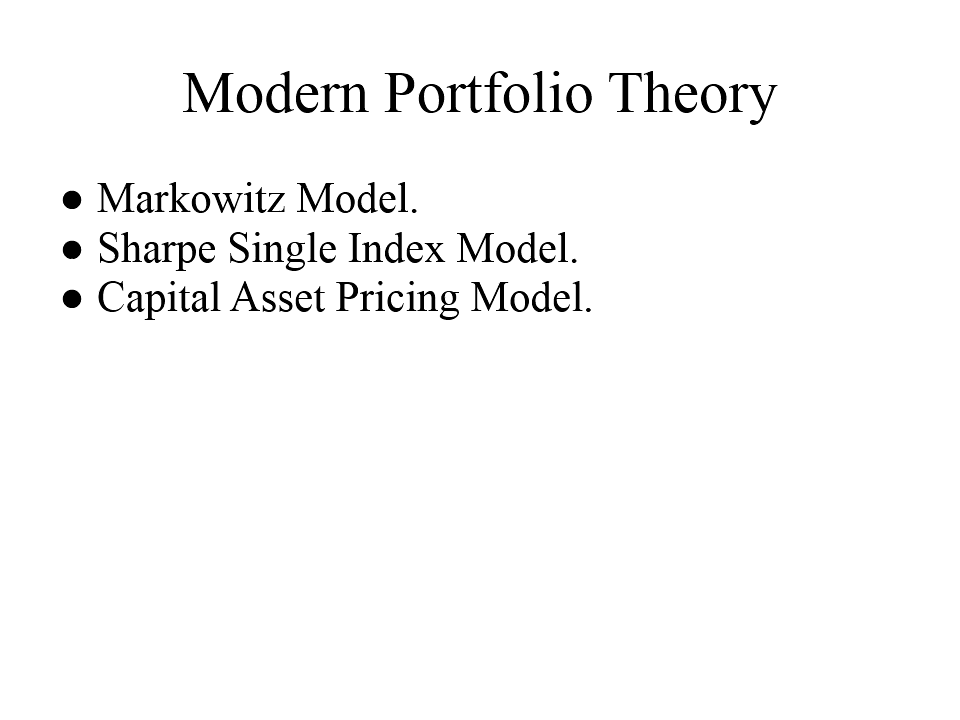 Modern Portfolio Theory
● Markowitz Model.
● Sharpe Single Index Model.
● Capital Asset Pricing Model.